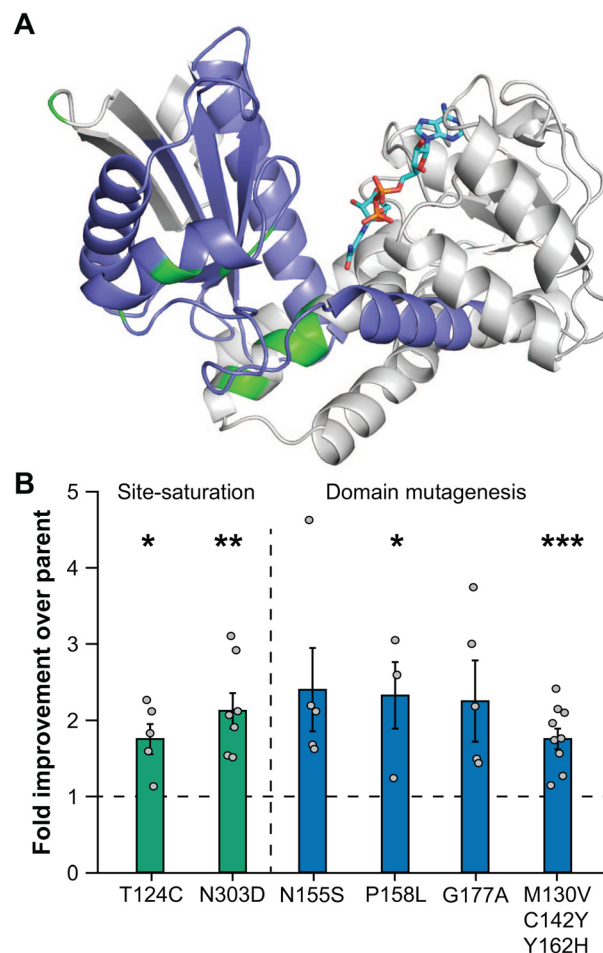 A
B
Site-saturation
Domain mutagenesis
5
4
3
2
1
0
Fold improvement over parent
*
**
*
***
T124C
N303D
N155S
P158L
G177A
M130V
C142Y
Y162H